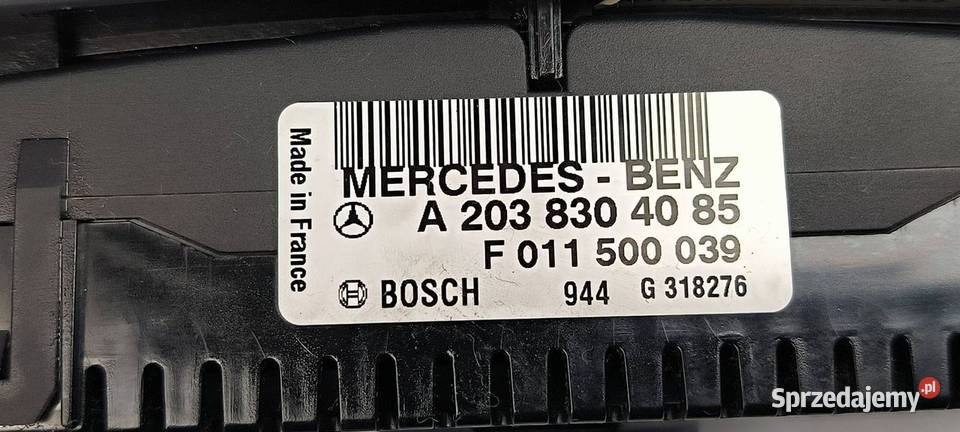 Made in France
MERCEDES - BENZ
A 203 830 40 85
F 011 500 039
BOSCH 944 G 318276
Sprzedajemy.pl